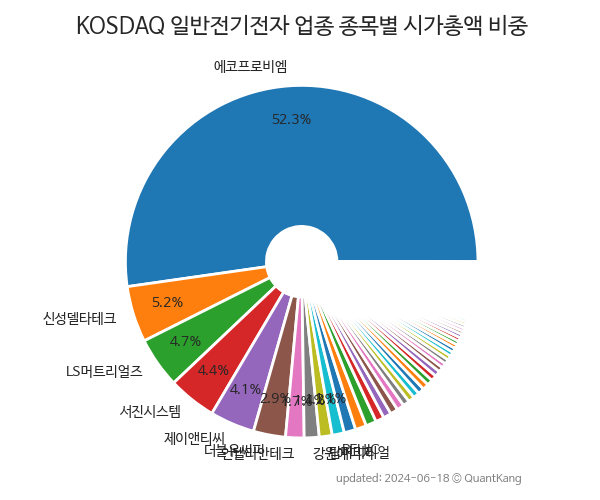 KOSDAQ 일반전기전자 업종 종목별 시가총액 비중
에코프로비엠
52.3%
신성델타테크
5.2%
LS머트리얼즈
4.7%
서진시스템
4.4%
제이앤티씨
4.1%
2.9%
updated: 2024-06-18 © QuantKang